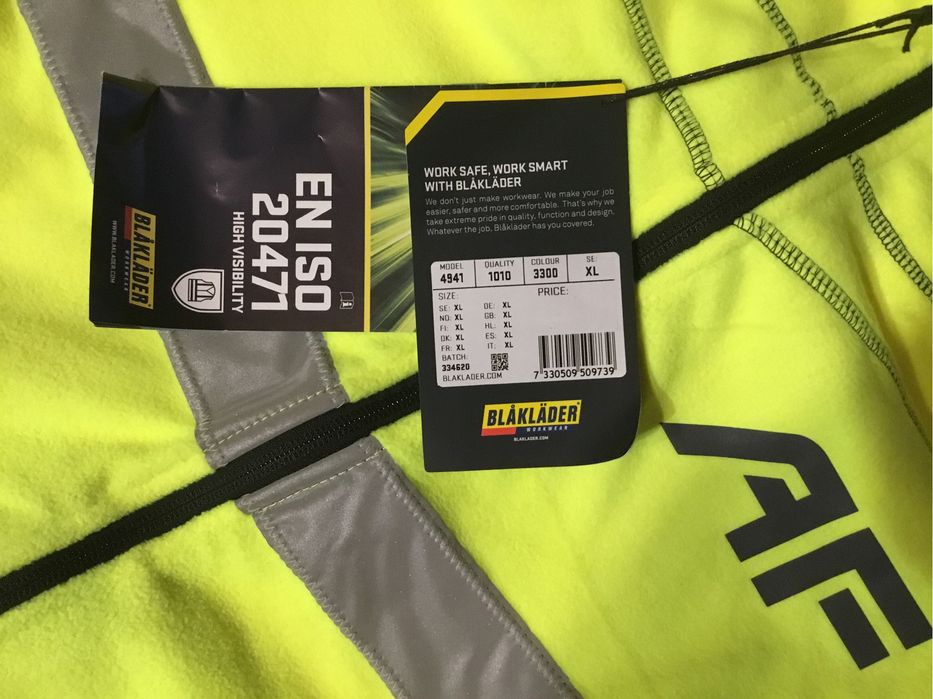 EN ISO
20471
HIGH VISIBILITY
BLÅKLÄDER
WORKWEAR
WWW.BLAKLADER.COM
WORK SAFE, WORK SMART
WITH BLÅKLÄDER
We don't just make workwear. We make your job
easier, safer and more comfortable. That's why we
take extreme pride in quality, function and design.
Whatever the job, Blåkläder has you covered.
MODEL QUALITY COLOUR SE:
4941 1010 3300 XL
SIZE: PRICE:
SE: XL DE: XL
NO: XL GB: XL
FI: XL NL: XL
DK: XL ES: XL
FR: XL IT: XL
BATCH:
334620
BLAKLADER.COM
7 330509 509739
BLÅKLÄDER
WORKWEAR
BLAKLADER.COM
AF